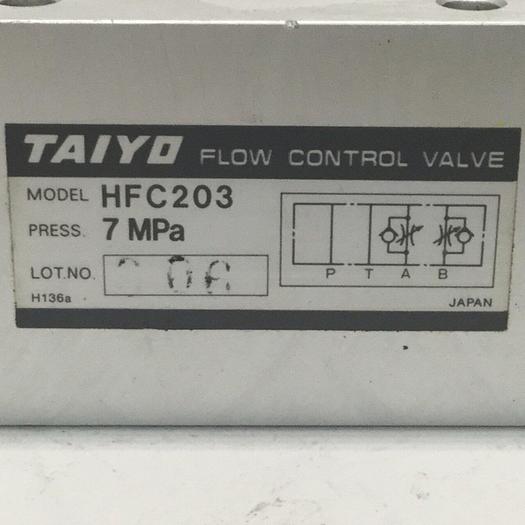 TAIYO FLOW CONTROL VALVE
MODEL HFC203
PRESS. 7 MPa
LOT.NO.
P T A B
H136a
JAPAN